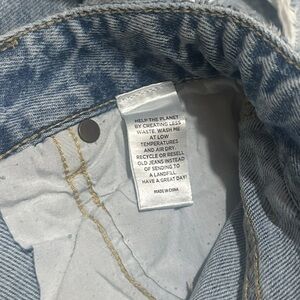 HELP THE PLANET
BY CREATING LESS
WASTE. WASH ME
AT LOW
TEMPERATURES
AND AIR DRY.
RECYCLE OR RESELL
OLD JEANS INSTEAD
OF SENDING TO
A LANDFILL.
HAVE A GREAT DAY!
MADE IN CHINA